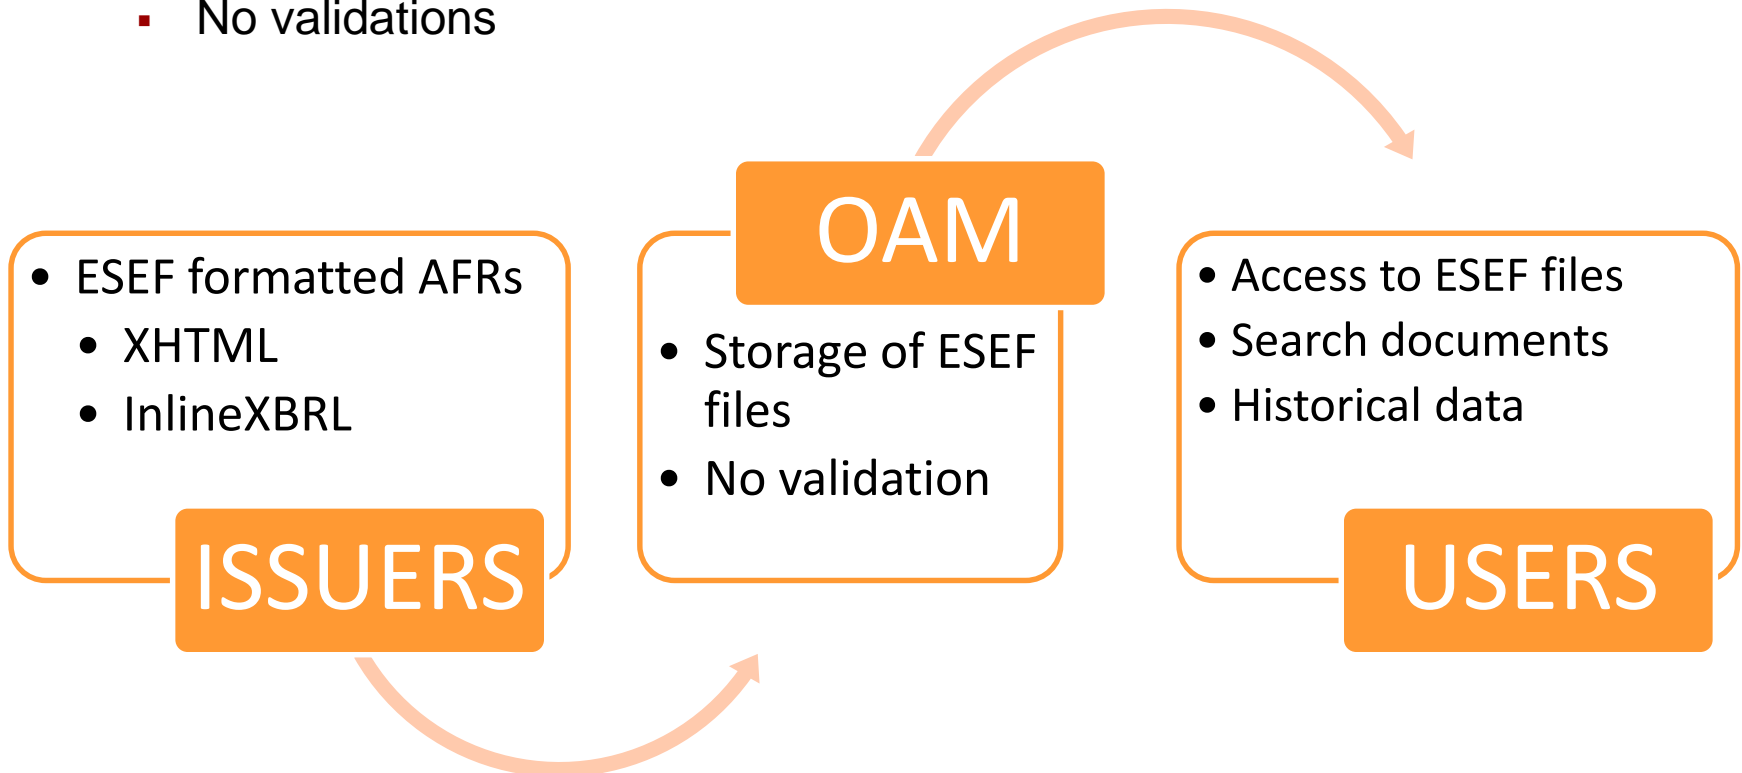 ▪ No validations
• ESEF formatted AFRs
• XHTML
• InlineXBRL
ISSUERS
OAM
• Storage of ESEF
files
• No validation
• Access to ESEF files
• Search documents
• Historical data
USERS